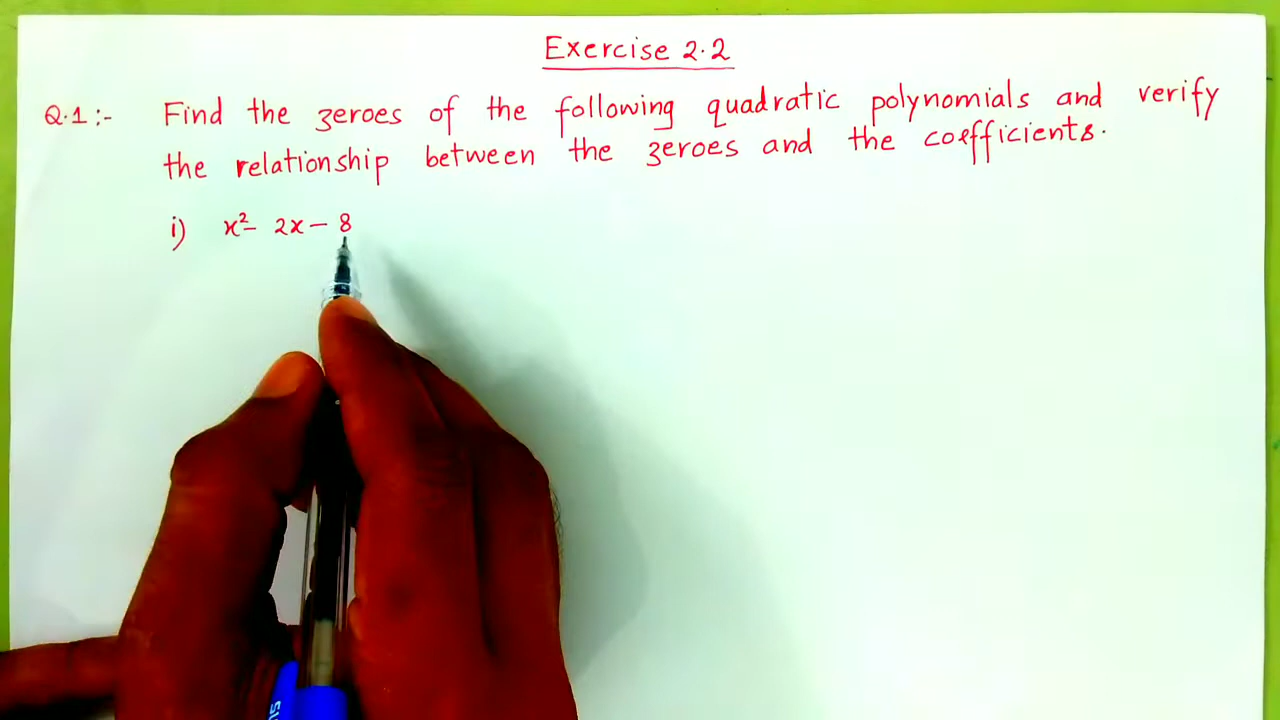 Exercise 2.2
Q.1:- Find the zeroes of the following quadratic polynomials and verify
the relationship between the zeroes and the coefficients.
i) x² - 2x - 8